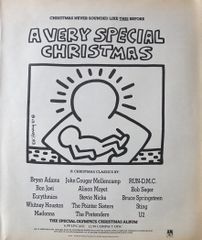 CHRISTMAS NEVER SOUNDED LIKE THIS BEFORE
A VERY SPECIAL
CHRISTMAS
15 CHRISTMAS CLASSICS BY
Bryan Adams
John Cougar Mellencamp
RUN-D.M.C.
Bon Jovi
Alison Moyet
Bob Seger
Eurythmics
Stevie Nicks
Bruce Springsteen
Whitney Houston
The Pointer Sisters
Sting
Madonna
The Pretenders
U2
THE SPECIAL OLYMPICS CHRISTMAS ALBUM